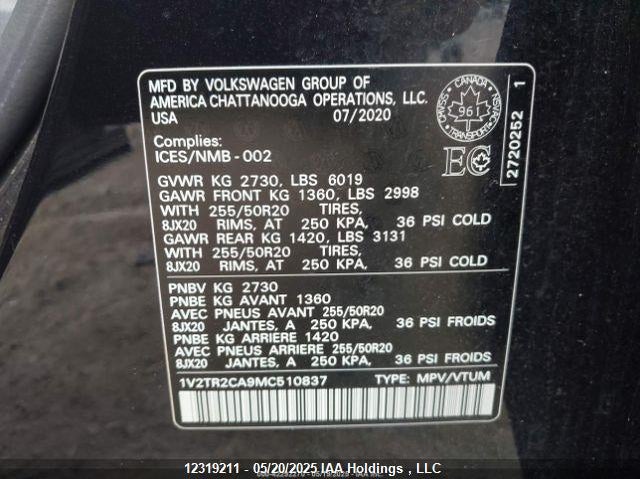 MFD BY VOLKSWAGEN GROUP OF
AMERICA CHATTANOOGA OPERATIONS, LLC.
USA 07/2020
Complies:
ICES/NMB-002
CANADA
961
TRANSPORT
EC
2720252 1
GVWR KG 2730, LBS 6019
GAWR FRONT KG 1360, LBS 2998
WITH 255/50R20 TIRES,
8JX20 RIMS, AT 250 KPA, 36 PSI COLD
GAWR REAR KG 1420, LBS 3131
WITH 255/50R20 TIRES,
8JX20 RIMS, AT 250 KPA, 36 PSI COLD
PNBV KG 2730
PNBE KG AVANT 1360
AVEC PNEUS AVANT 255/50R20
8JX20 JANTES, A 250 KPA, 36 PSI FROIDS
PNBE KG ARRIERE 1420
AVEC PNEUS ARRIERE 255/50R20
8JX20 JANTES, A 250 KPA, 36 PSI FROIDS
1V2TR2CA9MC510837 TYPE: MPV/VTUM
12319211 - 05/20/2025 IAA Holdings , LLC